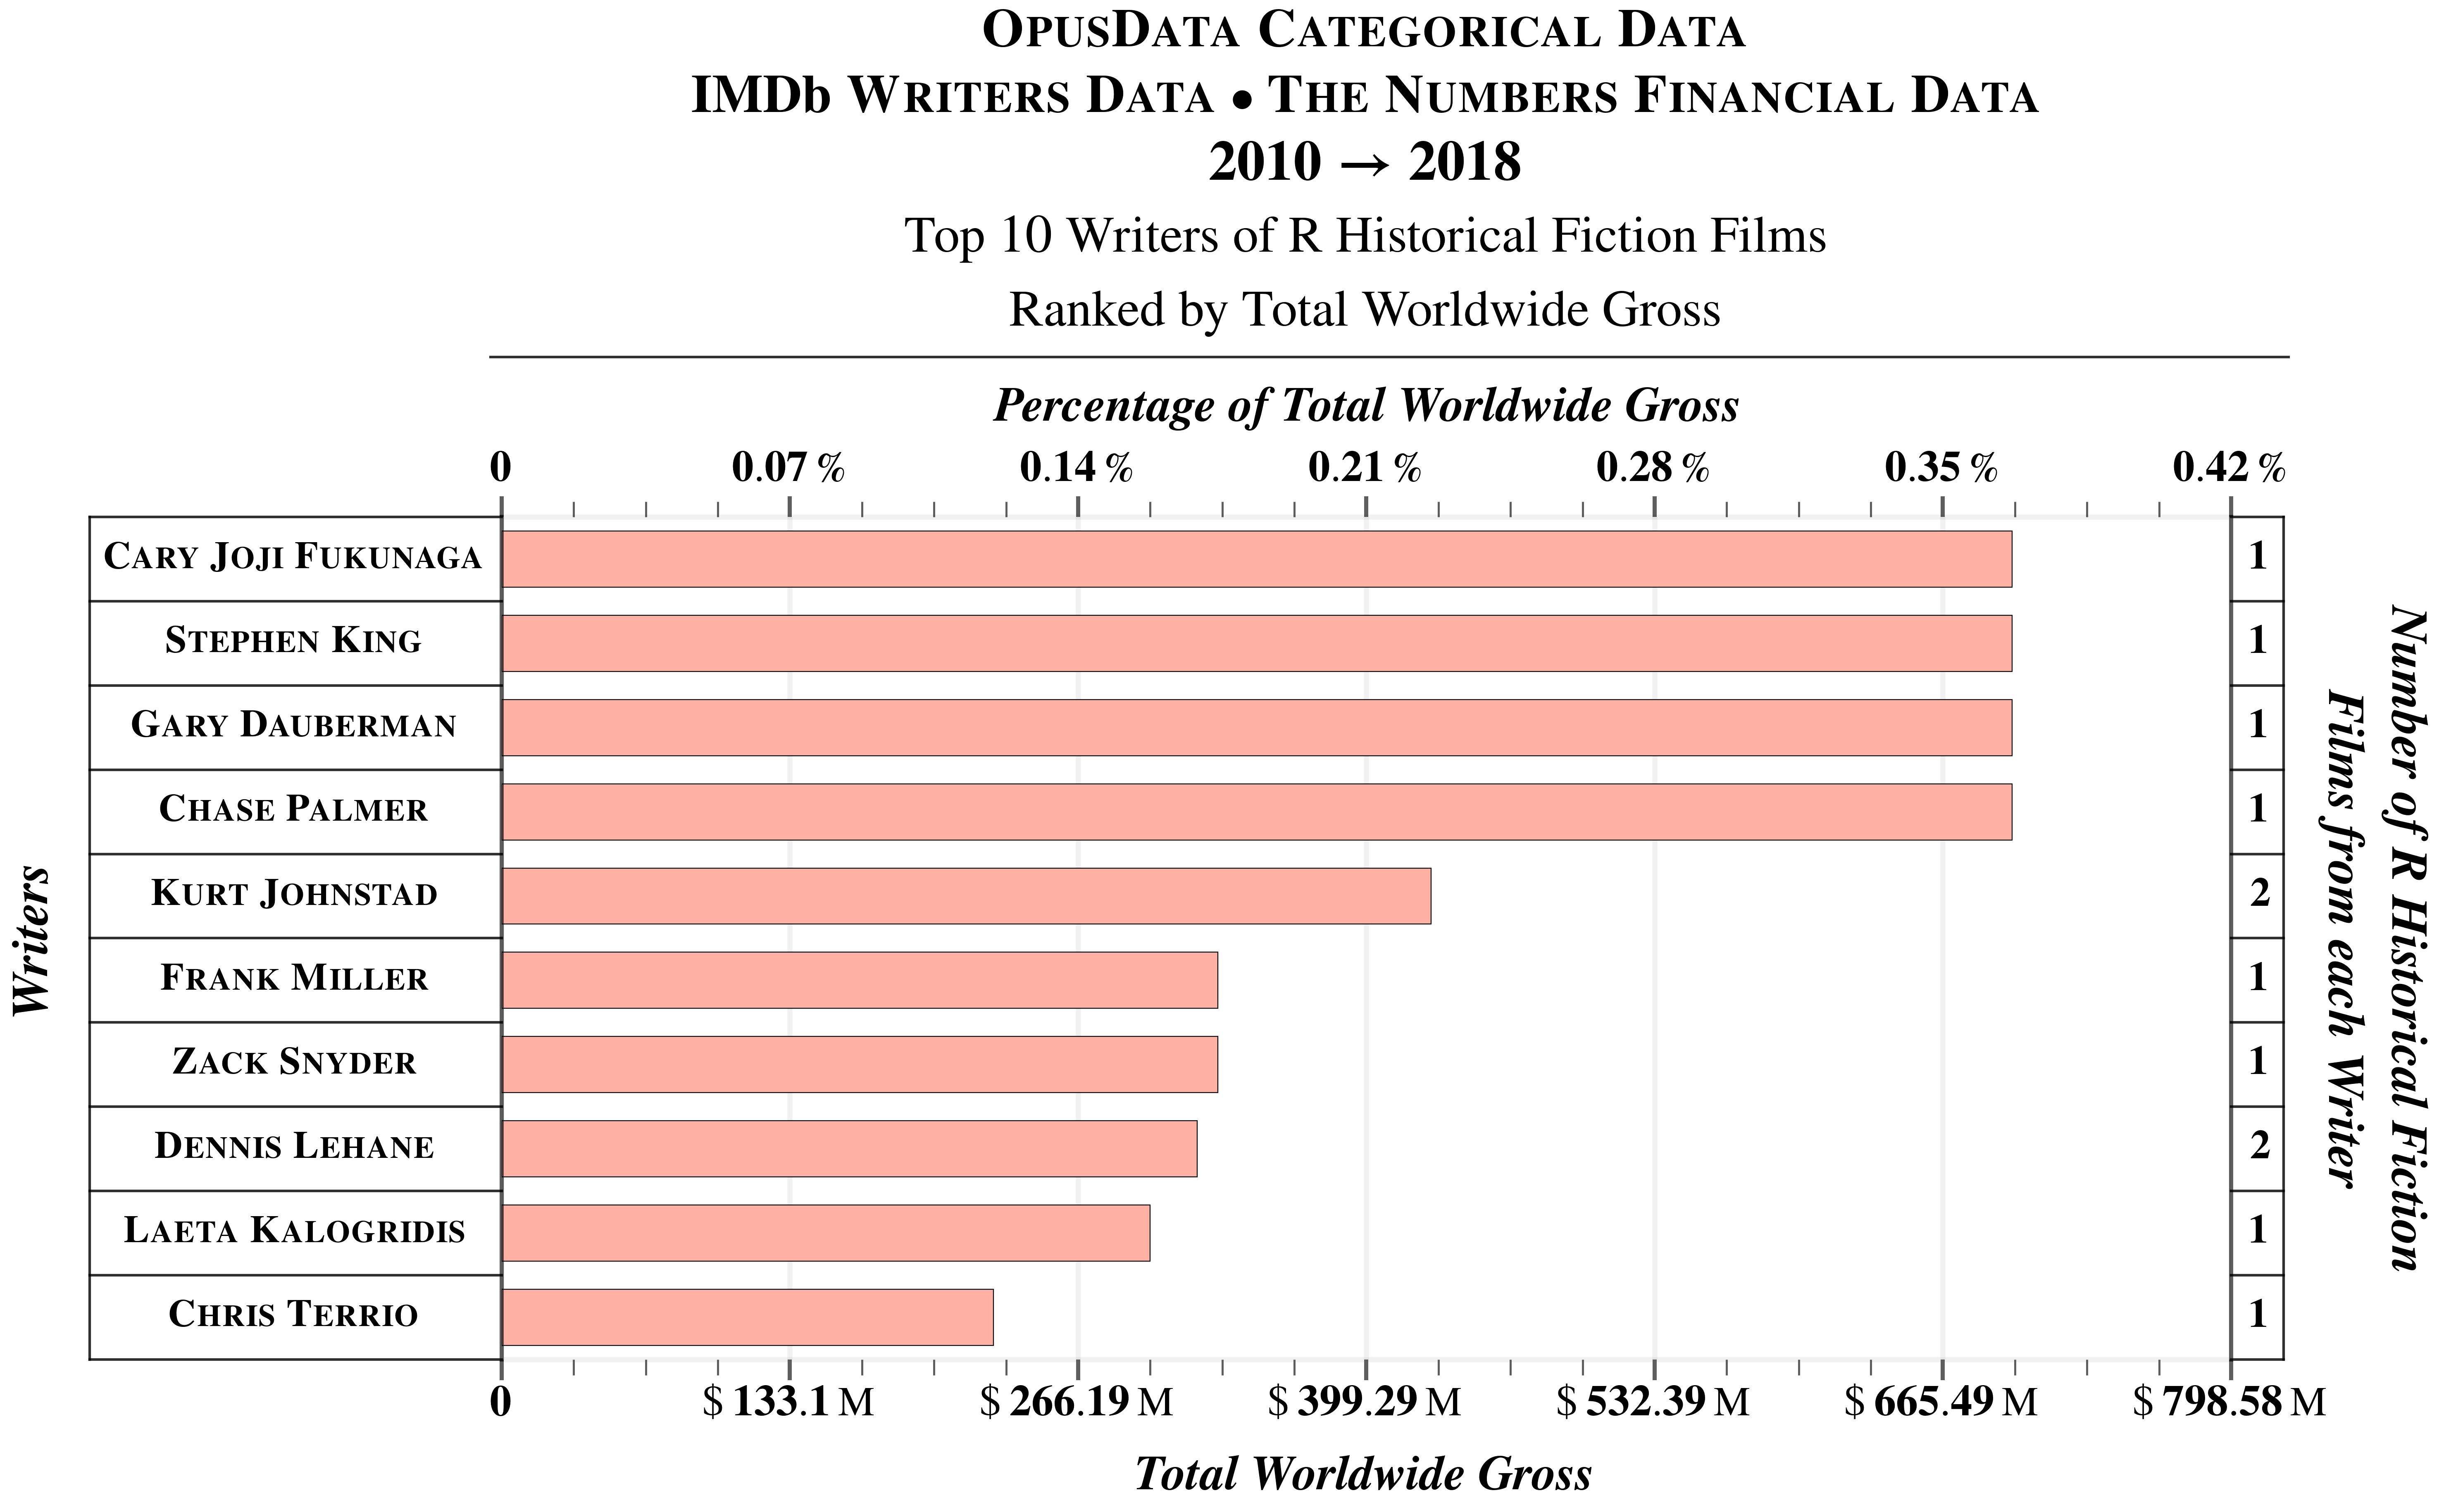 OpusData Categorical Data
IMDb Writers Data • The Numbers Financial Data
2010 → 2018
Top 10 Writers of R Historical Fiction Films
Ranked by Total Worldwide Gross
Percentage of Total Worldwide Gross
0 0.07 % 0.14 % 0.21 % 0.28 % 0.35 % 0.42 %
Writers
Cary Joji Fukunaga 1
Stephen King 1
Gary Dauberman 1
Chase Palmer 1
Kurt Johnstad 2
Frank Miller 1
Zack Snyder 1
Dennis Lehane 2
Laeta Kalogridis 1
Chris Terrio 1
Number of R Historical Fiction
Films from each Writer
0 $ 133.1 M $ 266.19 M $ 399.29 M $ 532.39 M $ 665.49 M $ 798.58 M
Total Worldwide Gross